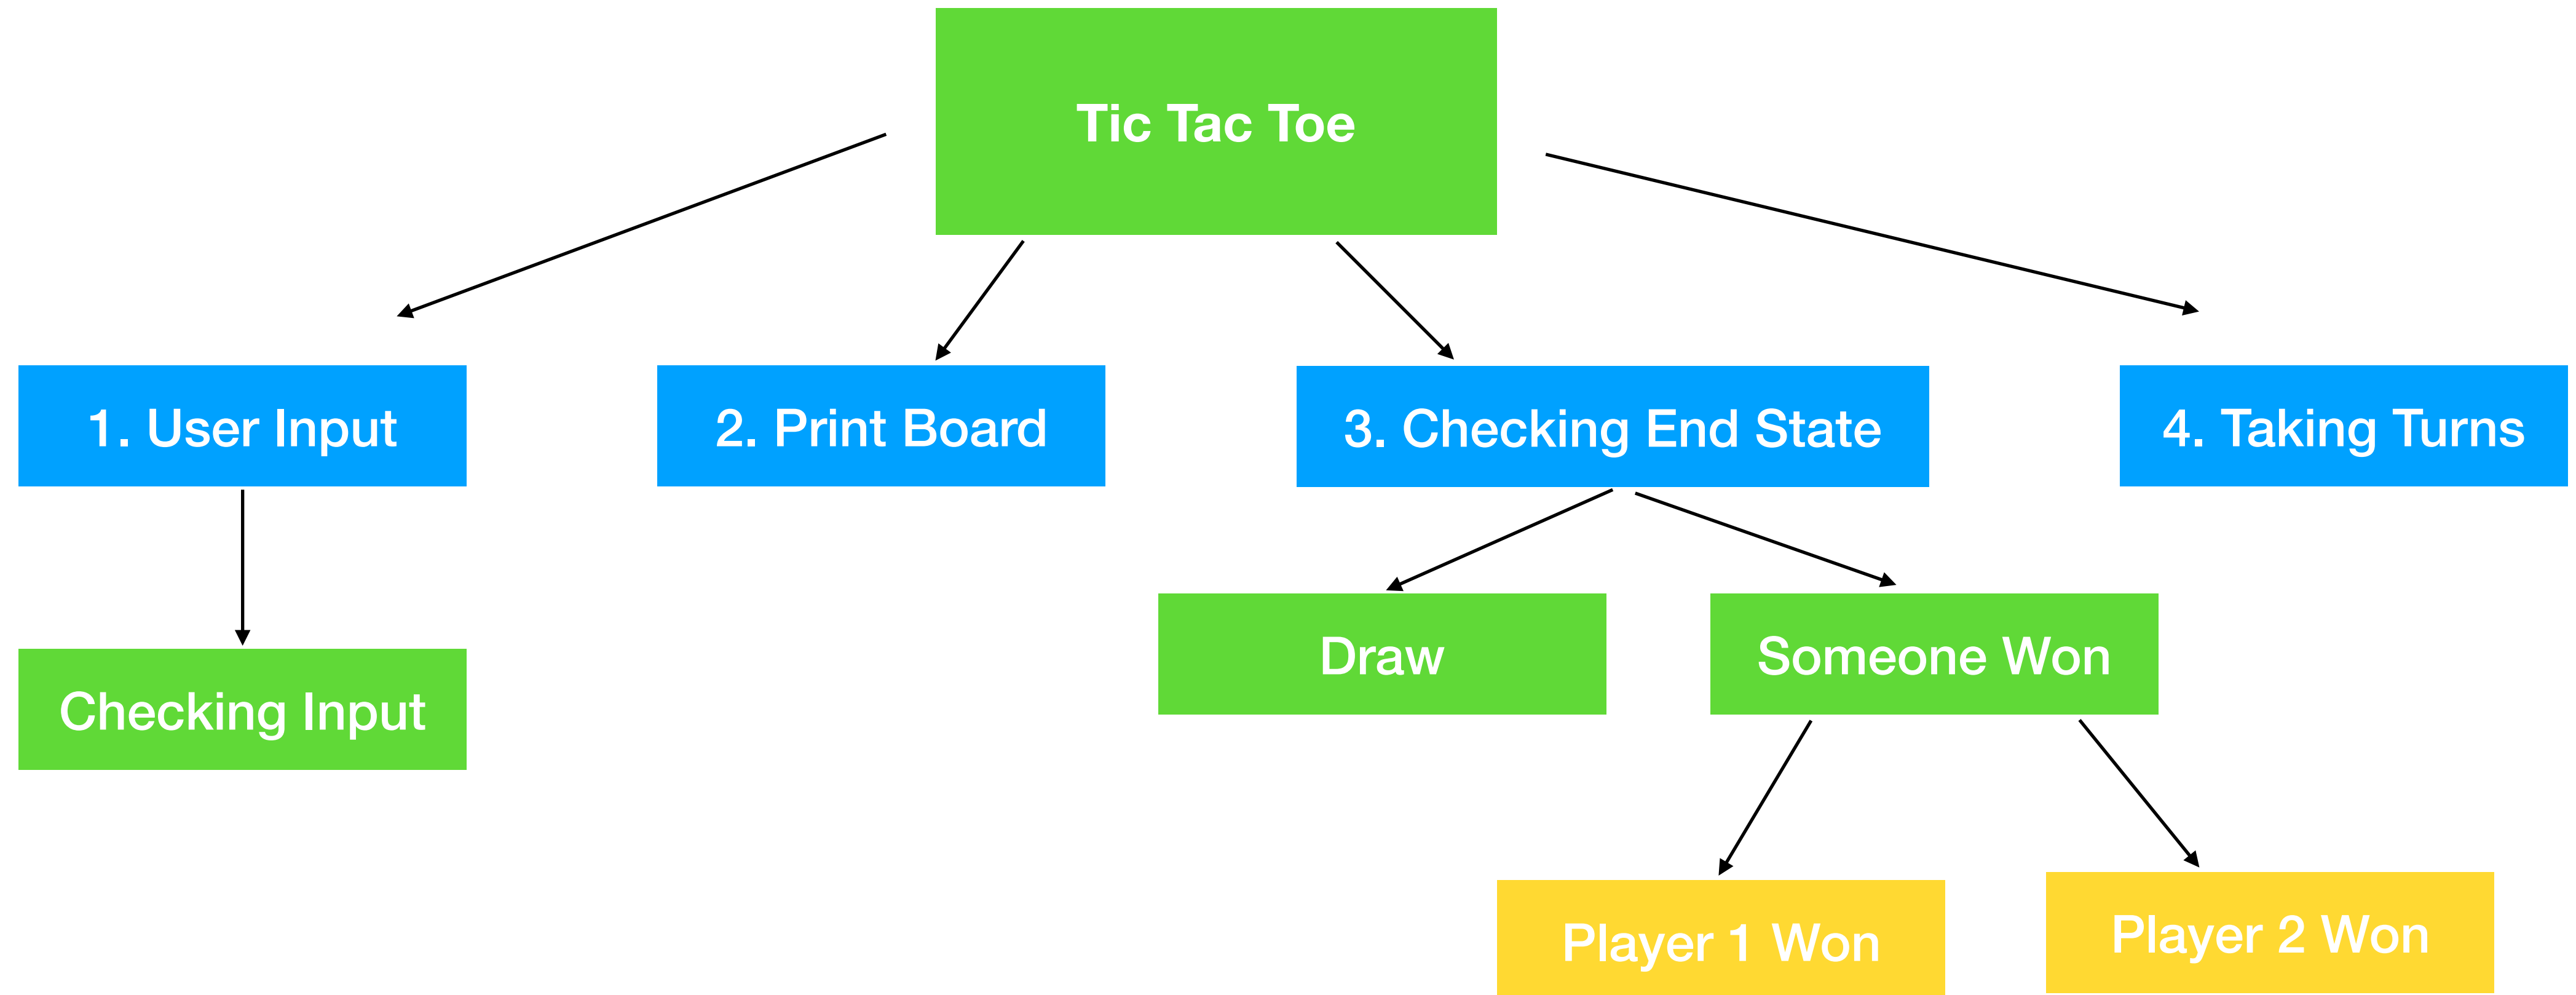 Tic Tac Toe
1. User Input
2. Print Board
3. Checking End State
4. Taking Turns
Checking Input
Draw
Someone Won
Player 1 Won
Player 2 Won